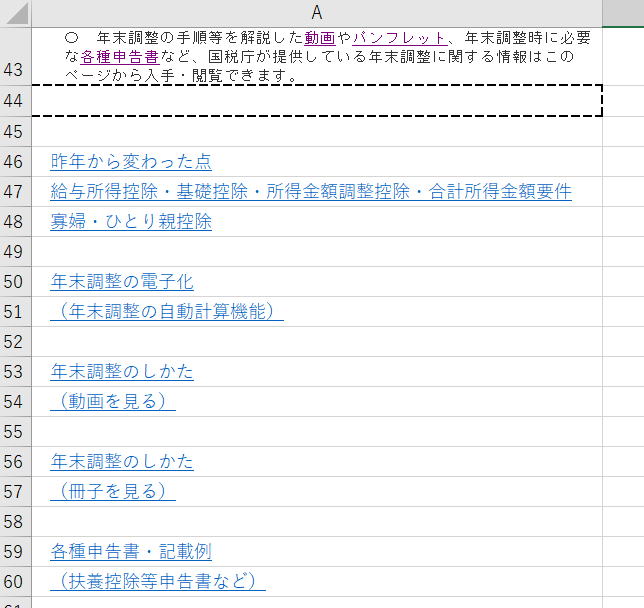 A
○　年末調整の手順等を解説した動画やパンフレット、年末調整時に必要
な各種申告書など、国税庁が提供している年末調整に関する情報はこの
43 ページから入手・閲覧できます。
44
45
46 昨年から変わった点
47 給与所得控除・基礎控除・所得金額調整控除・合計所得金額要件
48 寡婦・ひとり親控除
49
50 年末調整の電子化
51 （年末調整の自動計算機能）
52
53 年末調整のしかた
54 （動画を見る）
55
56 年末調整のしかた
57 （冊子を見る）
58
59 各種申告書・記載例
60 （扶養控除等申告書など）